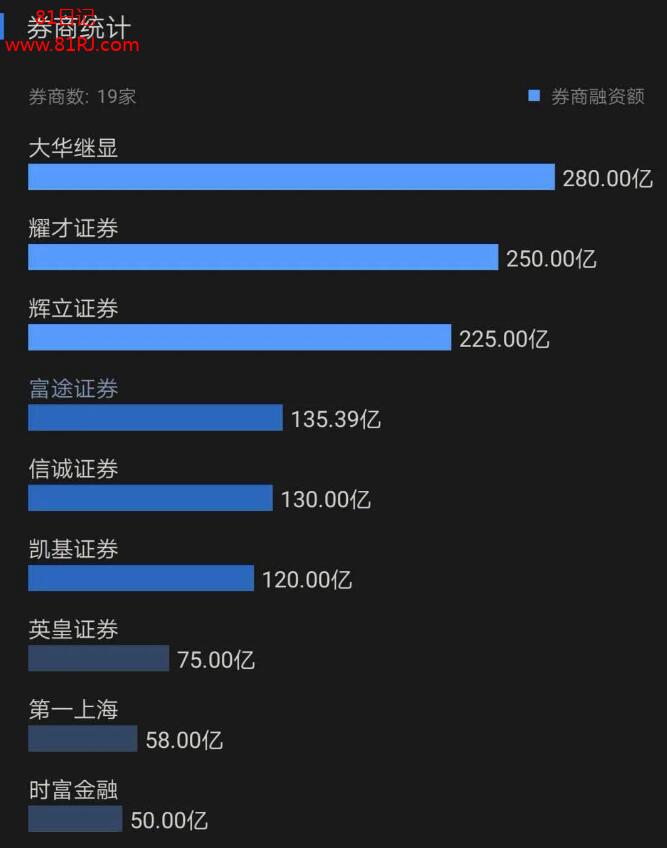 81日记
券商统计
www.81RJ.com
券商数: 19家
券商融资额
大华继显
280.00亿
耀才证券
250.00亿
辉立证券
225.00亿
富途证券
135.39亿
信诚证券
130.00亿
凯基证券
120.00亿
英皇证券
75.00亿
第一上海
58.00亿
时富金融
50.00亿